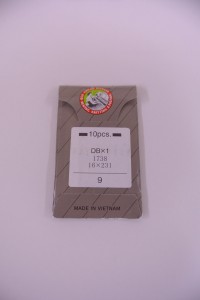 10pcs.
DB×1
1738
16×231
9
MADE IN VIETNAM